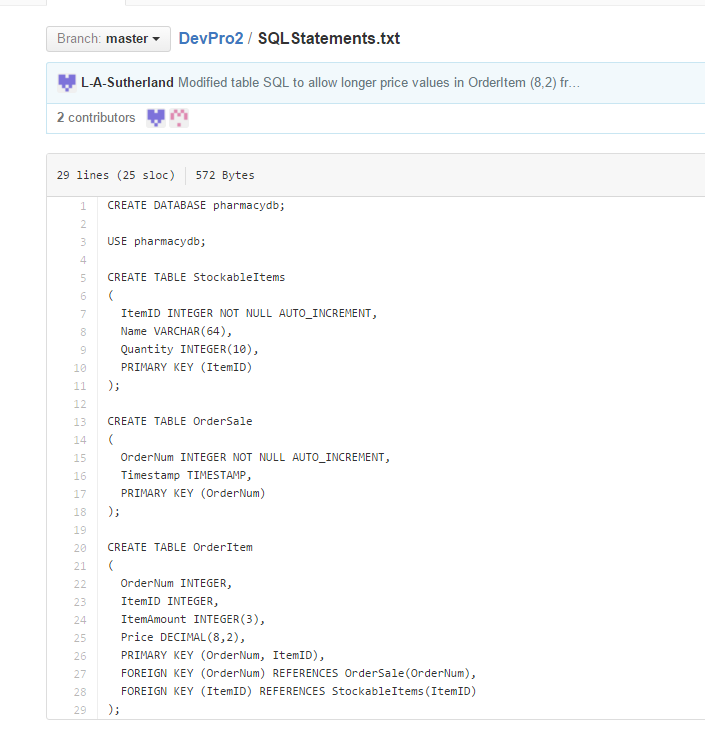 Branch: master DevPro2 / SQLStatements.txt
L-A-Sutherland Modified table SQL to allow longer price values in OrderItem (8,2) fr…
2 contributors
29 lines (25 sloc) 572 Bytes
1 CREATE DATABASE pharmacydb;
2
3 USE pharmacydb;
4
5 CREATE TABLE StockableItems
6 (
7 ItemID INTEGER NOT NULL AUTO_INCREMENT,
8 Name VARCHAR(64),
9 Quantity INTEGER(10),
10 PRIMARY KEY (ItemID)
11 );
12
13 CREATE TABLE OrderSale
14 (
15 OrderNum INTEGER NOT NULL AUTO_INCREMENT,
16 Timestamp TIMESTAMP,
17 PRIMARY KEY (OrderNum)
18 );
19
20 CREATE TABLE OrderItem
21 (
22 OrderNum INTEGER,
23 ItemID INTEGER,
24 ItemAmount INTEGER(3),
25 Price DECIMAL(8,2),
26 PRIMARY KEY (OrderNum, ItemID),
27 FOREIGN KEY (OrderNum) REFERENCES OrderSale(OrderNum),
28 FOREIGN KEY (ItemID) REFERENCES StockableItems(ItemID)
29 );